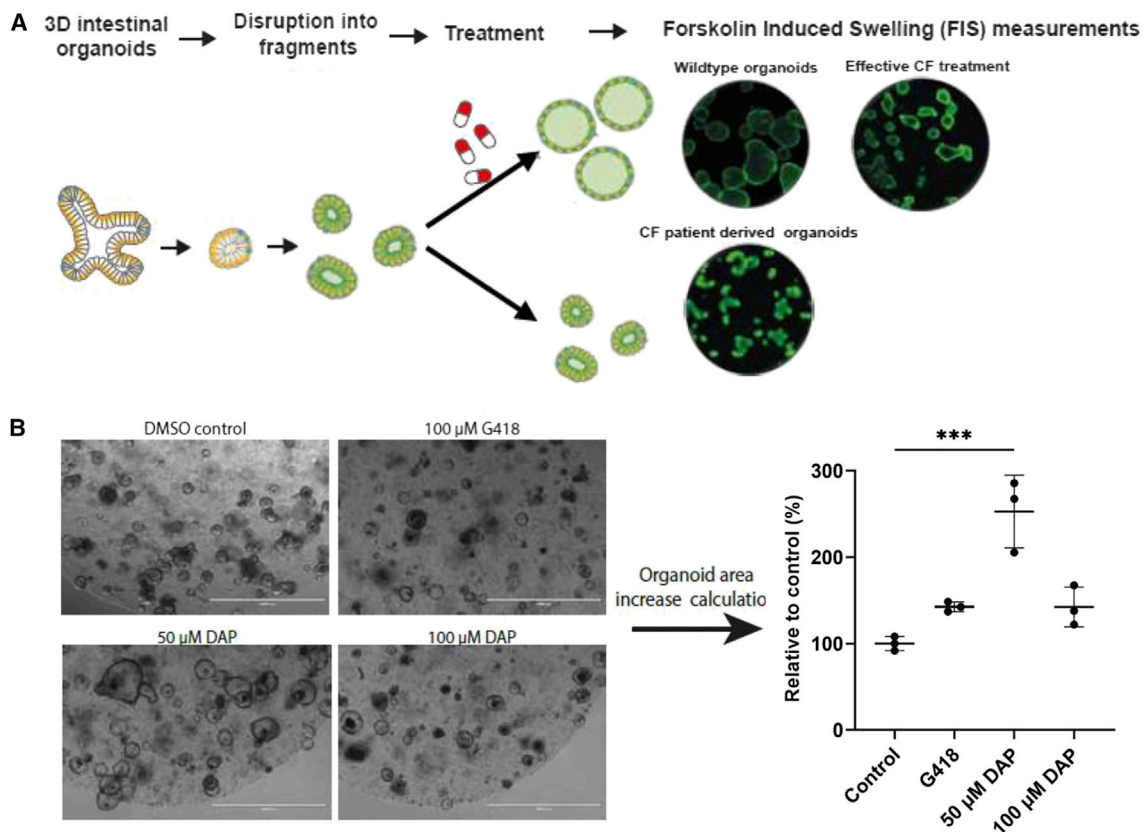 A
3D intestinal
organoids
Disruption into
fragments
Treatment
Forskolin Induced Swelling (FIS) measurements
Wildtype organoids
Effective CF treatment
CF patient derived organoids
B
DMSO control
100 µM G418
50 µM DAP
100 µM DAP
Organoid area
increase calculatio
***
Relative to control (%)
300
200
100
0
Control
G418
50 µM DAP
100 µM DAP